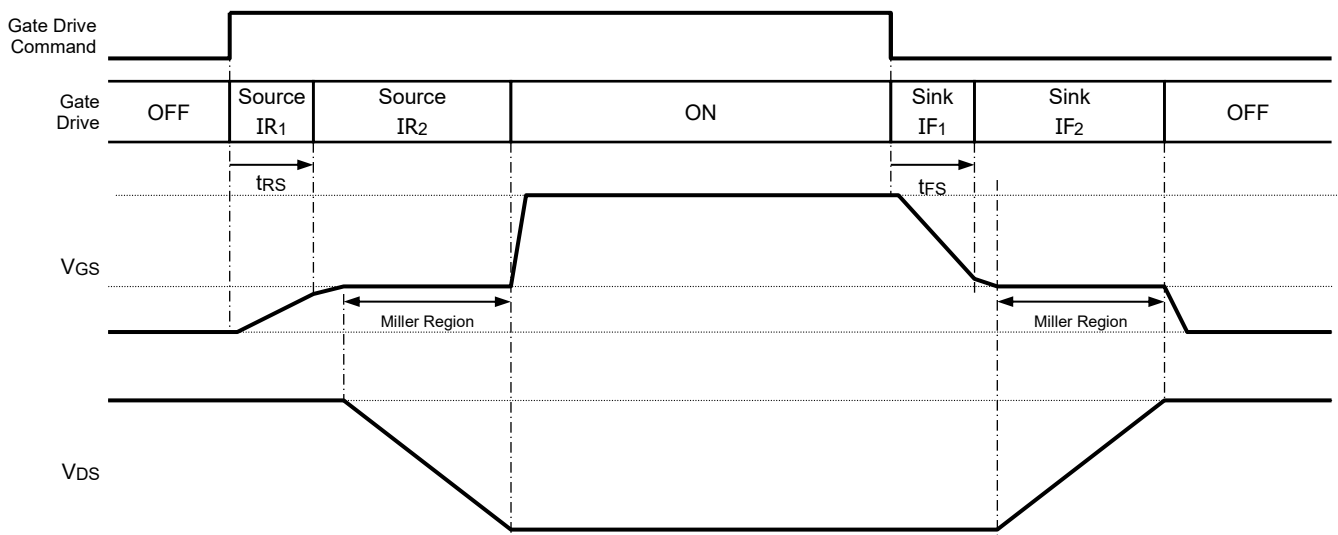 Gate Drive
Command
Gate
Drive
OFF
Source
IR1
Source
IR2
ON
Sink
IF1
Sink
IF2
OFF
tRS
tFS
VGS
Miller Region
Miller Region
VDS